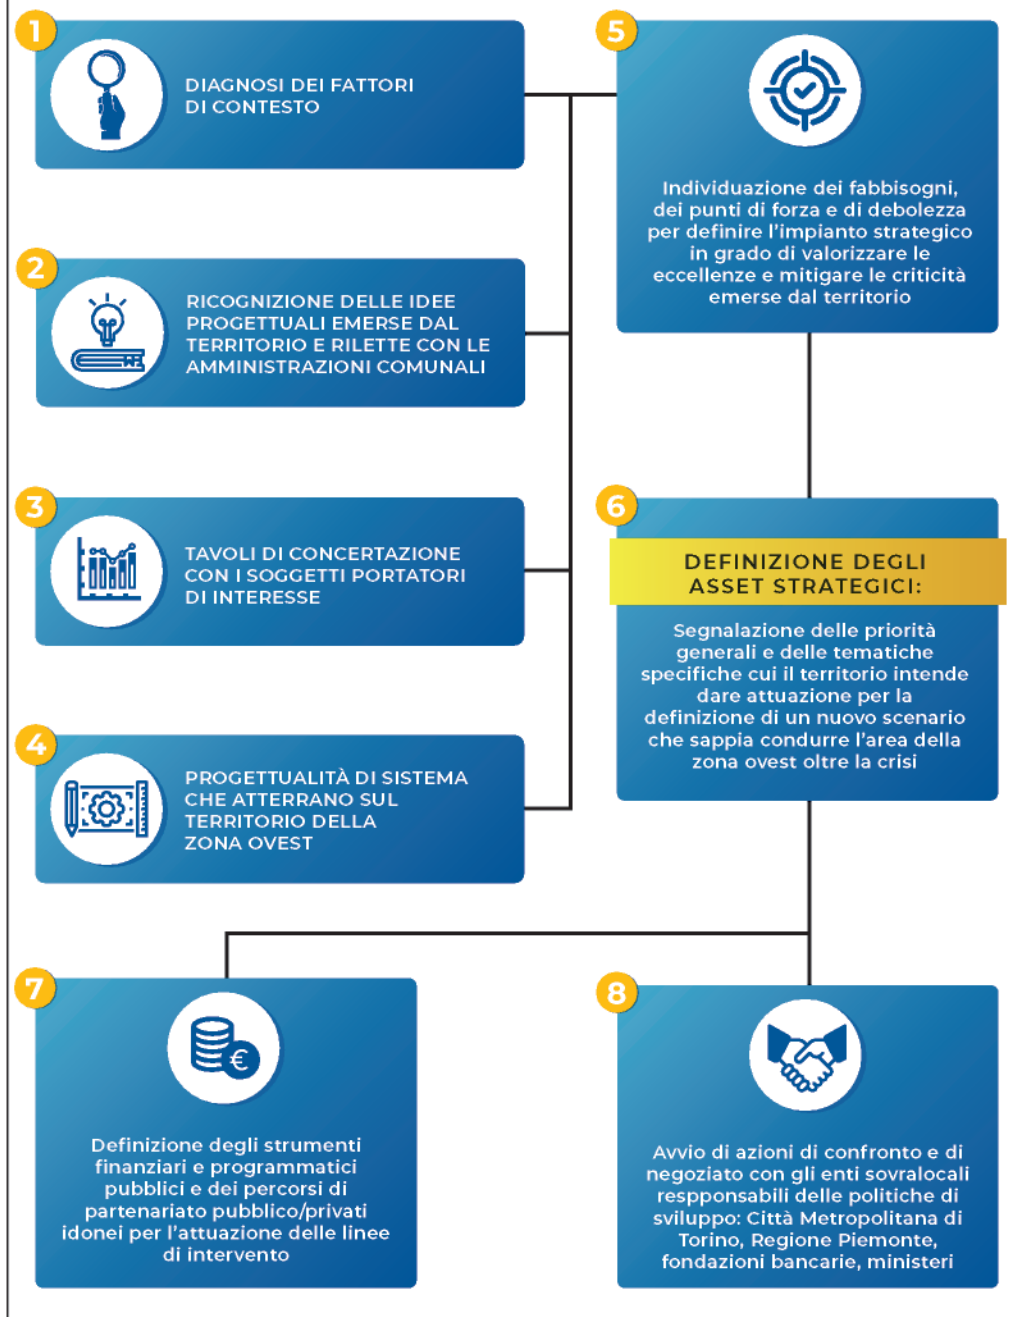 1
DIAGNOSI DEI FATTORI
DI CONTESTO
2
RICOGNIZIONE DELLE IDEE
PROGETTUALI EMERSE DAL
TERRITORIO E RILETTE CON LE
AMMINISTRAZIONI COMUNALI
3
TAVOLI DI CONCERTAZIONE
CON I SOGGETTI PORTATORI
DI INTERESSE
4
PROGETTUALITÀ DI SISTEMA
CHE ATTERRANO SUL
TERRITORIO DELLA
ZONA OVEST
5
Individuazione dei fabbisogni,
dei punti di forza e di debolezza
per definire l'impianto strategico
in grado di valorizzare le
eccellenze e mitigare le criticità
emerse dal territorio
6
DEFINIZIONE DEGLI
ASSET STRATEGICI:
Segnalazione delle priorità
generali e delle tematiche
specifiche cui il territorio intende
dare attuazione per la
definizione di un nuovo scenario
che sappia condurre l'area della
zona ovest oltre la crisi
7
€
Definizione degli strumenti
finanziari e programmatici
pubblici e dei percorsi di
partenariato pubblico/privati
idonei per l'attuazione delle linee
di intervento
8
Avvio di azioni di confronto e di
negoziato con gli enti sovralocali
respponsabili delle politiche di
sviluppo: Città Metropolitana di
Torino, Regione Piemonte,
fondazioni bancarie, ministeri